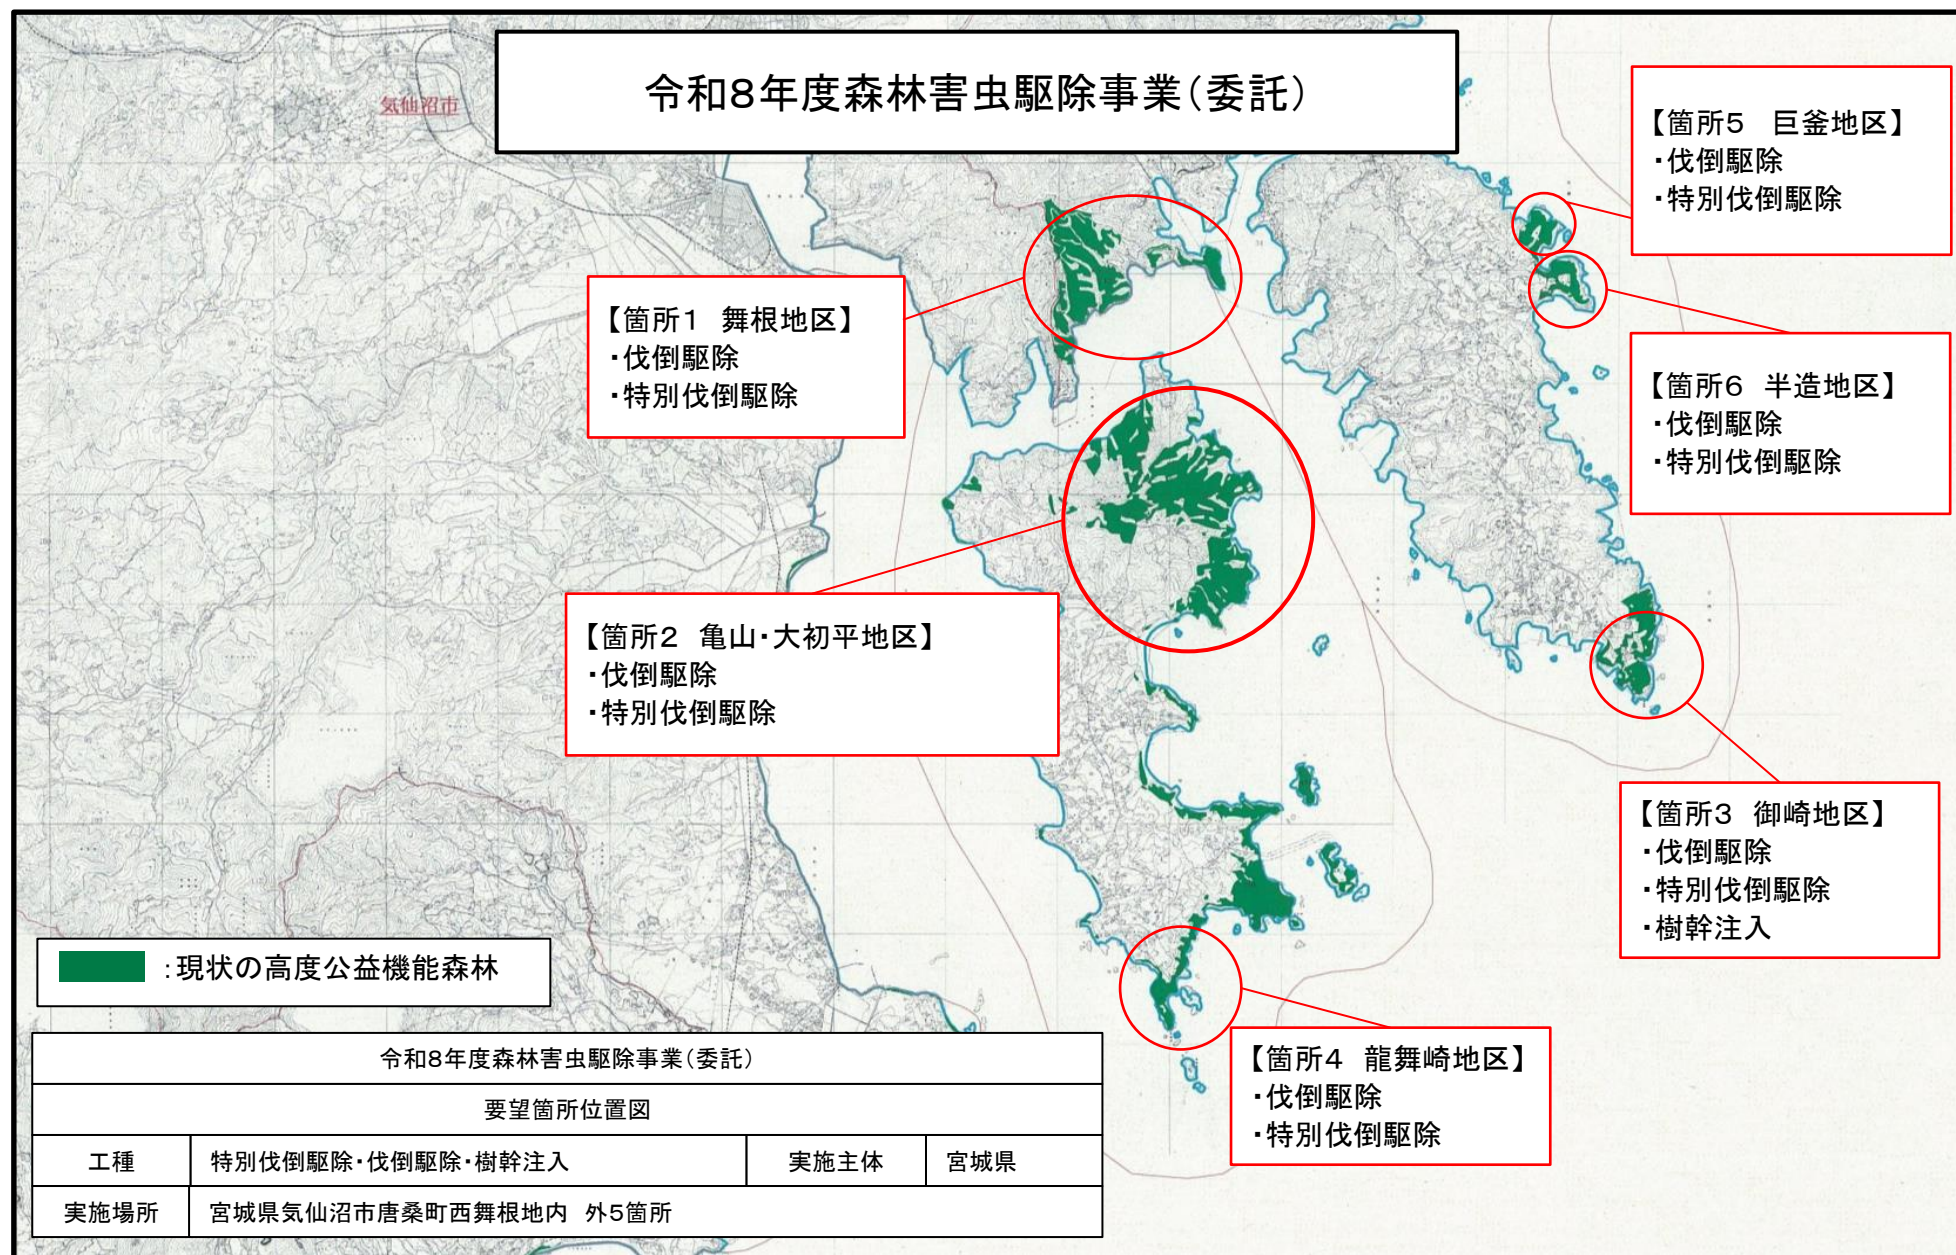 令和8年度森林害虫駆除事業(委託)
気仙沼市
【箇所5　巨釜地区】
・伐倒駆除
・特別伐倒駆除
【箇所1　舞根地区】
・伐倒駆除
・特別伐倒駆除
【箇所6　半造地区】
・伐倒駆除
・特別伐倒駆除
【箇所2　亀山・大初平地区】
・伐倒駆除
・特別伐倒駆除
【箇所3　御崎地区】
・伐倒駆除
・特別伐倒駆除
・樹幹注入
【箇所4　龍舞崎地区】
・伐倒駆除
・特別伐倒駆除
:現状の高度公益機能森林
令和8年度森林害虫駆除事業(委託)
要望箇所位置図
工種　特別伐倒駆除・伐倒駆除・樹幹注入　実施主体　宮城県
実施場所　宮城県気仙沼市唐桑町西舞根地内　外5箇所